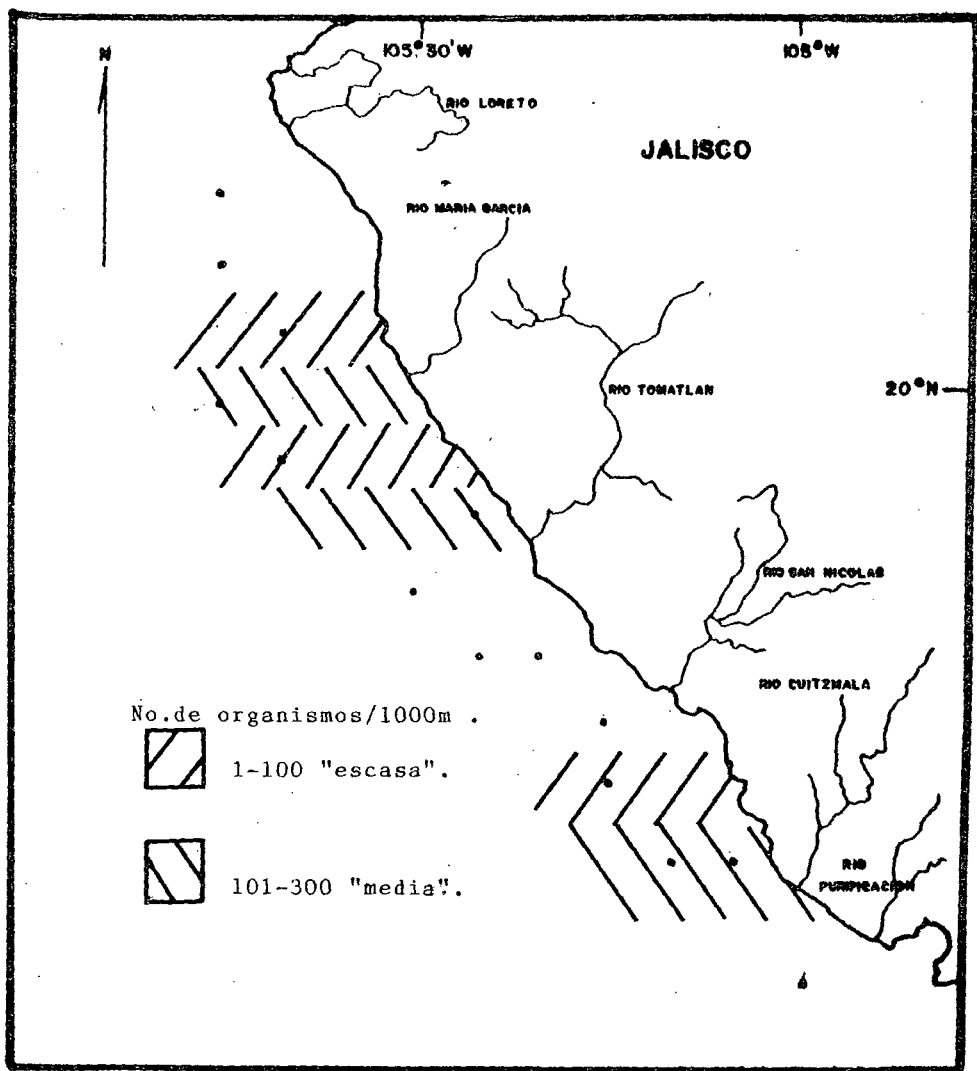 N
105°30'W
105°W
RIO LORETO
JALISCO
RIO MARIA GARCIA
RIO TOMATLAN
20°N
RIO SAN NICOLAS
RIO CUITZMALA
No.de organismos/1000m .
1-100 "escasa".
101-300 "media".
RIO
PURIFICACION